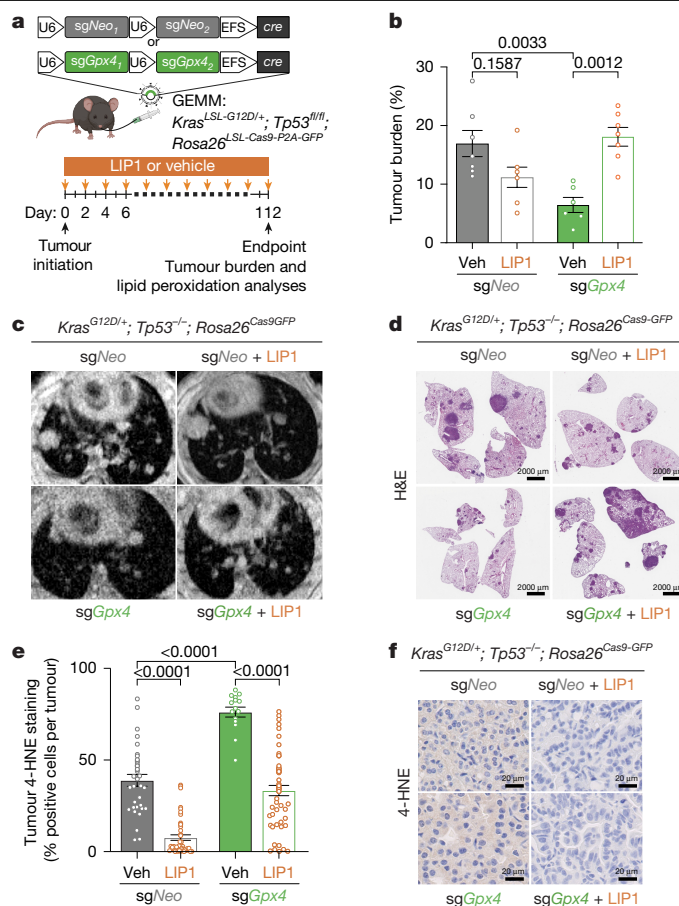 a
U6 sgNeo1 U6 sgNeo2 EFS cre
or
U6 sgGpx41 U6 sgGpx42 EFS cre
GEMM:
KrasLSL-G12D/+; Tp53fl/fl;
Rosa26LSL-Cas9-P2A-GFP
LIP1 or vehicle
Day: 0 2 4 6 112
Tumour initiation
Endpoint
Tumour burden and
lipid peroxidation analyses
b
0.0033
0.1587 0.0012
Tumour burden (%)
30
20
10
0
Veh LIP1 Veh LIP1
sgNeo sgGpx4
c KrasG12D/+; Tp53−/−; Rosa26Cas9GFP
sgNeo sgNeo + LIP1
sgGpx4 sgGpx4 + LIP1
d KrasG12D/+; Tp53−/−; Rosa26Cas9-GFP
sgNeo sgNeo + LIP1
H&E
2000 μm 2000 μm
2000 μm 2000 μm
sgGpx4 sgGpx4 + LIP1
e
<0.0001
<0.0001 <0.0001
Tumour 4-HNE staining
(% positive cells per tumour)
100
50
0
Veh LIP1 Veh LIP1
sgNeo sgGpx4
f KrasG12D/+; Tp53−/−; Rosa26Cas9-GFP
sgNeo sgNeo + LIP1
4-HNE
20 μm 20 μm
20 μm 20 μm
sgGpx4 sgGpx4 + LIP1